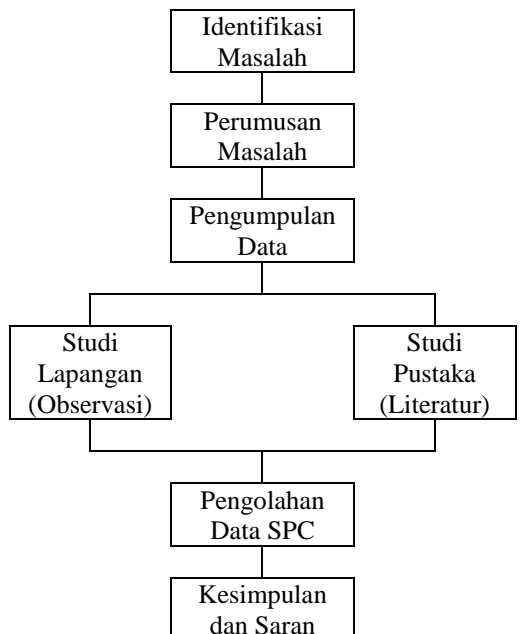 Identifikasi
Masalah
Perumusan
Masalah
Pengumpulan
Data
Studi
Lapangan
(Observasi)
Studi
Pustaka
(Literatur)
Pengolahan
Data SPC
Kesimpulan
dan Saran